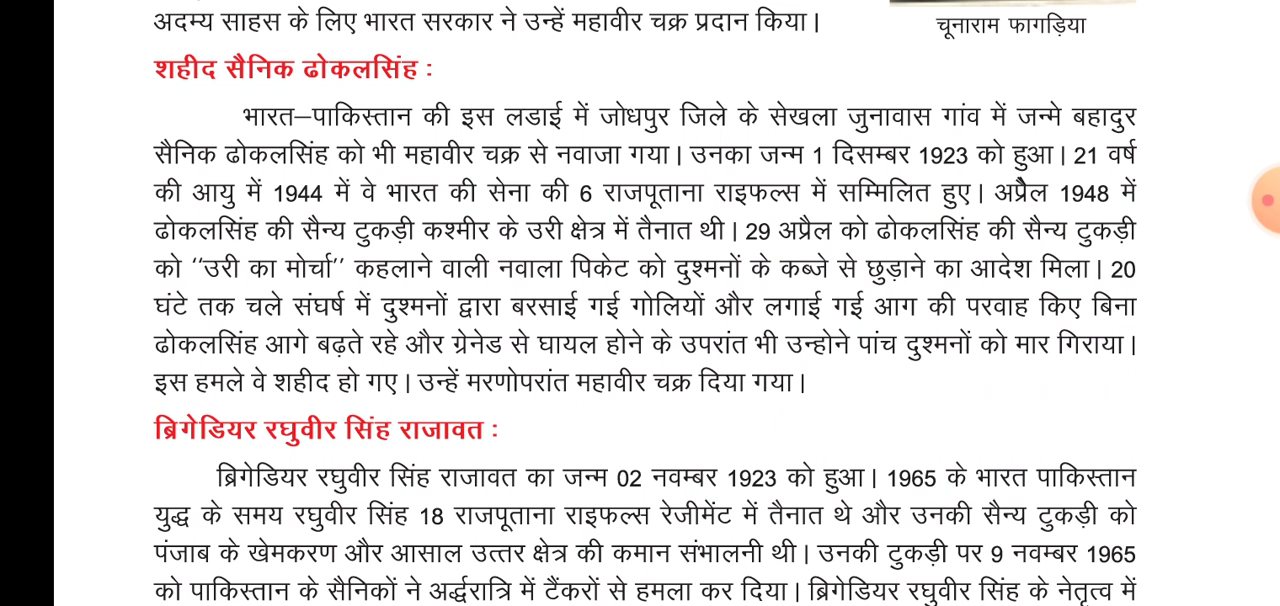 अदम्य साहस के लिए भारत सरकार ने उन्हें महावीर चक्र प्रदान किया।
चूनाराम फागड़िया
शहीद सैनिक ढोकलसिंह :
भारत–पाकिस्तान की इस लडाई में जोधपुर जिले के सेखला जुनावास गांव में जन्मे बहादुर
सैनिक ढोकलसिंह को भी महावीर चक्र से नवाजा गया। उनका जन्म 1 दिसम्बर 1923 को हुआ। 21 वर्ष
की आयु में 1944 में वे भारत की सेना की 6 राजपूताना राइफल्स में सम्मिलित हुए। अप्रैल 1948 में
ढोकलसिंह की सैन्य टुकड़ी कश्मीर के उरी क्षेत्र में तैनात थी। 29 अप्रैल को ढोकलसिंह की सैन्य टुकड़ी
को ‘‘उरी का मोर्चा’’ कहलाने वाली नवाला पिकेट को दुश्मनों के कब्जे से छुड़ाने का आदेश मिला। 20
घंटे तक चले संघर्ष में दुश्मनों द्वारा बरसाई गई गोलियों और लगाई गई आग की परवाह किए बिना
ढोकलसिंह आगे बढ़ते रहे और ग्रेनेड से घायल होने के उपरांत भी उन्होने पांच दुश्मनों को मार गिराया।
इस हमले वे शहीद हो गए। उन्हें मरणोपरांत महावीर चक्र दिया गया।
ब्रिगेडियर रघुवीर सिंह राजावत :
ब्रिगेडियर रघुवीर सिंह राजावत का जन्म 02 नवम्बर 1923 को हुआ। 1965 के भारत पाकिस्तान
युद्ध के समय रघुवीर सिंह 18 राजपूताना राइफल्स रेजीमेंट में तैनात थे और उनकी सैन्य टुकड़ी को
पंजाब के खेमकरण और आसाल उत्तर क्षेत्र की कमान संभालनी थी। उनकी टुकड़ी पर 9 नवम्बर 1965
को पाकिस्तान के सैनिकों ने अर्द्धरात्रि में टैंकरों से हमला कर दिया। ब्रिगेडियर रघुवीर सिंह के नेतृत्व में